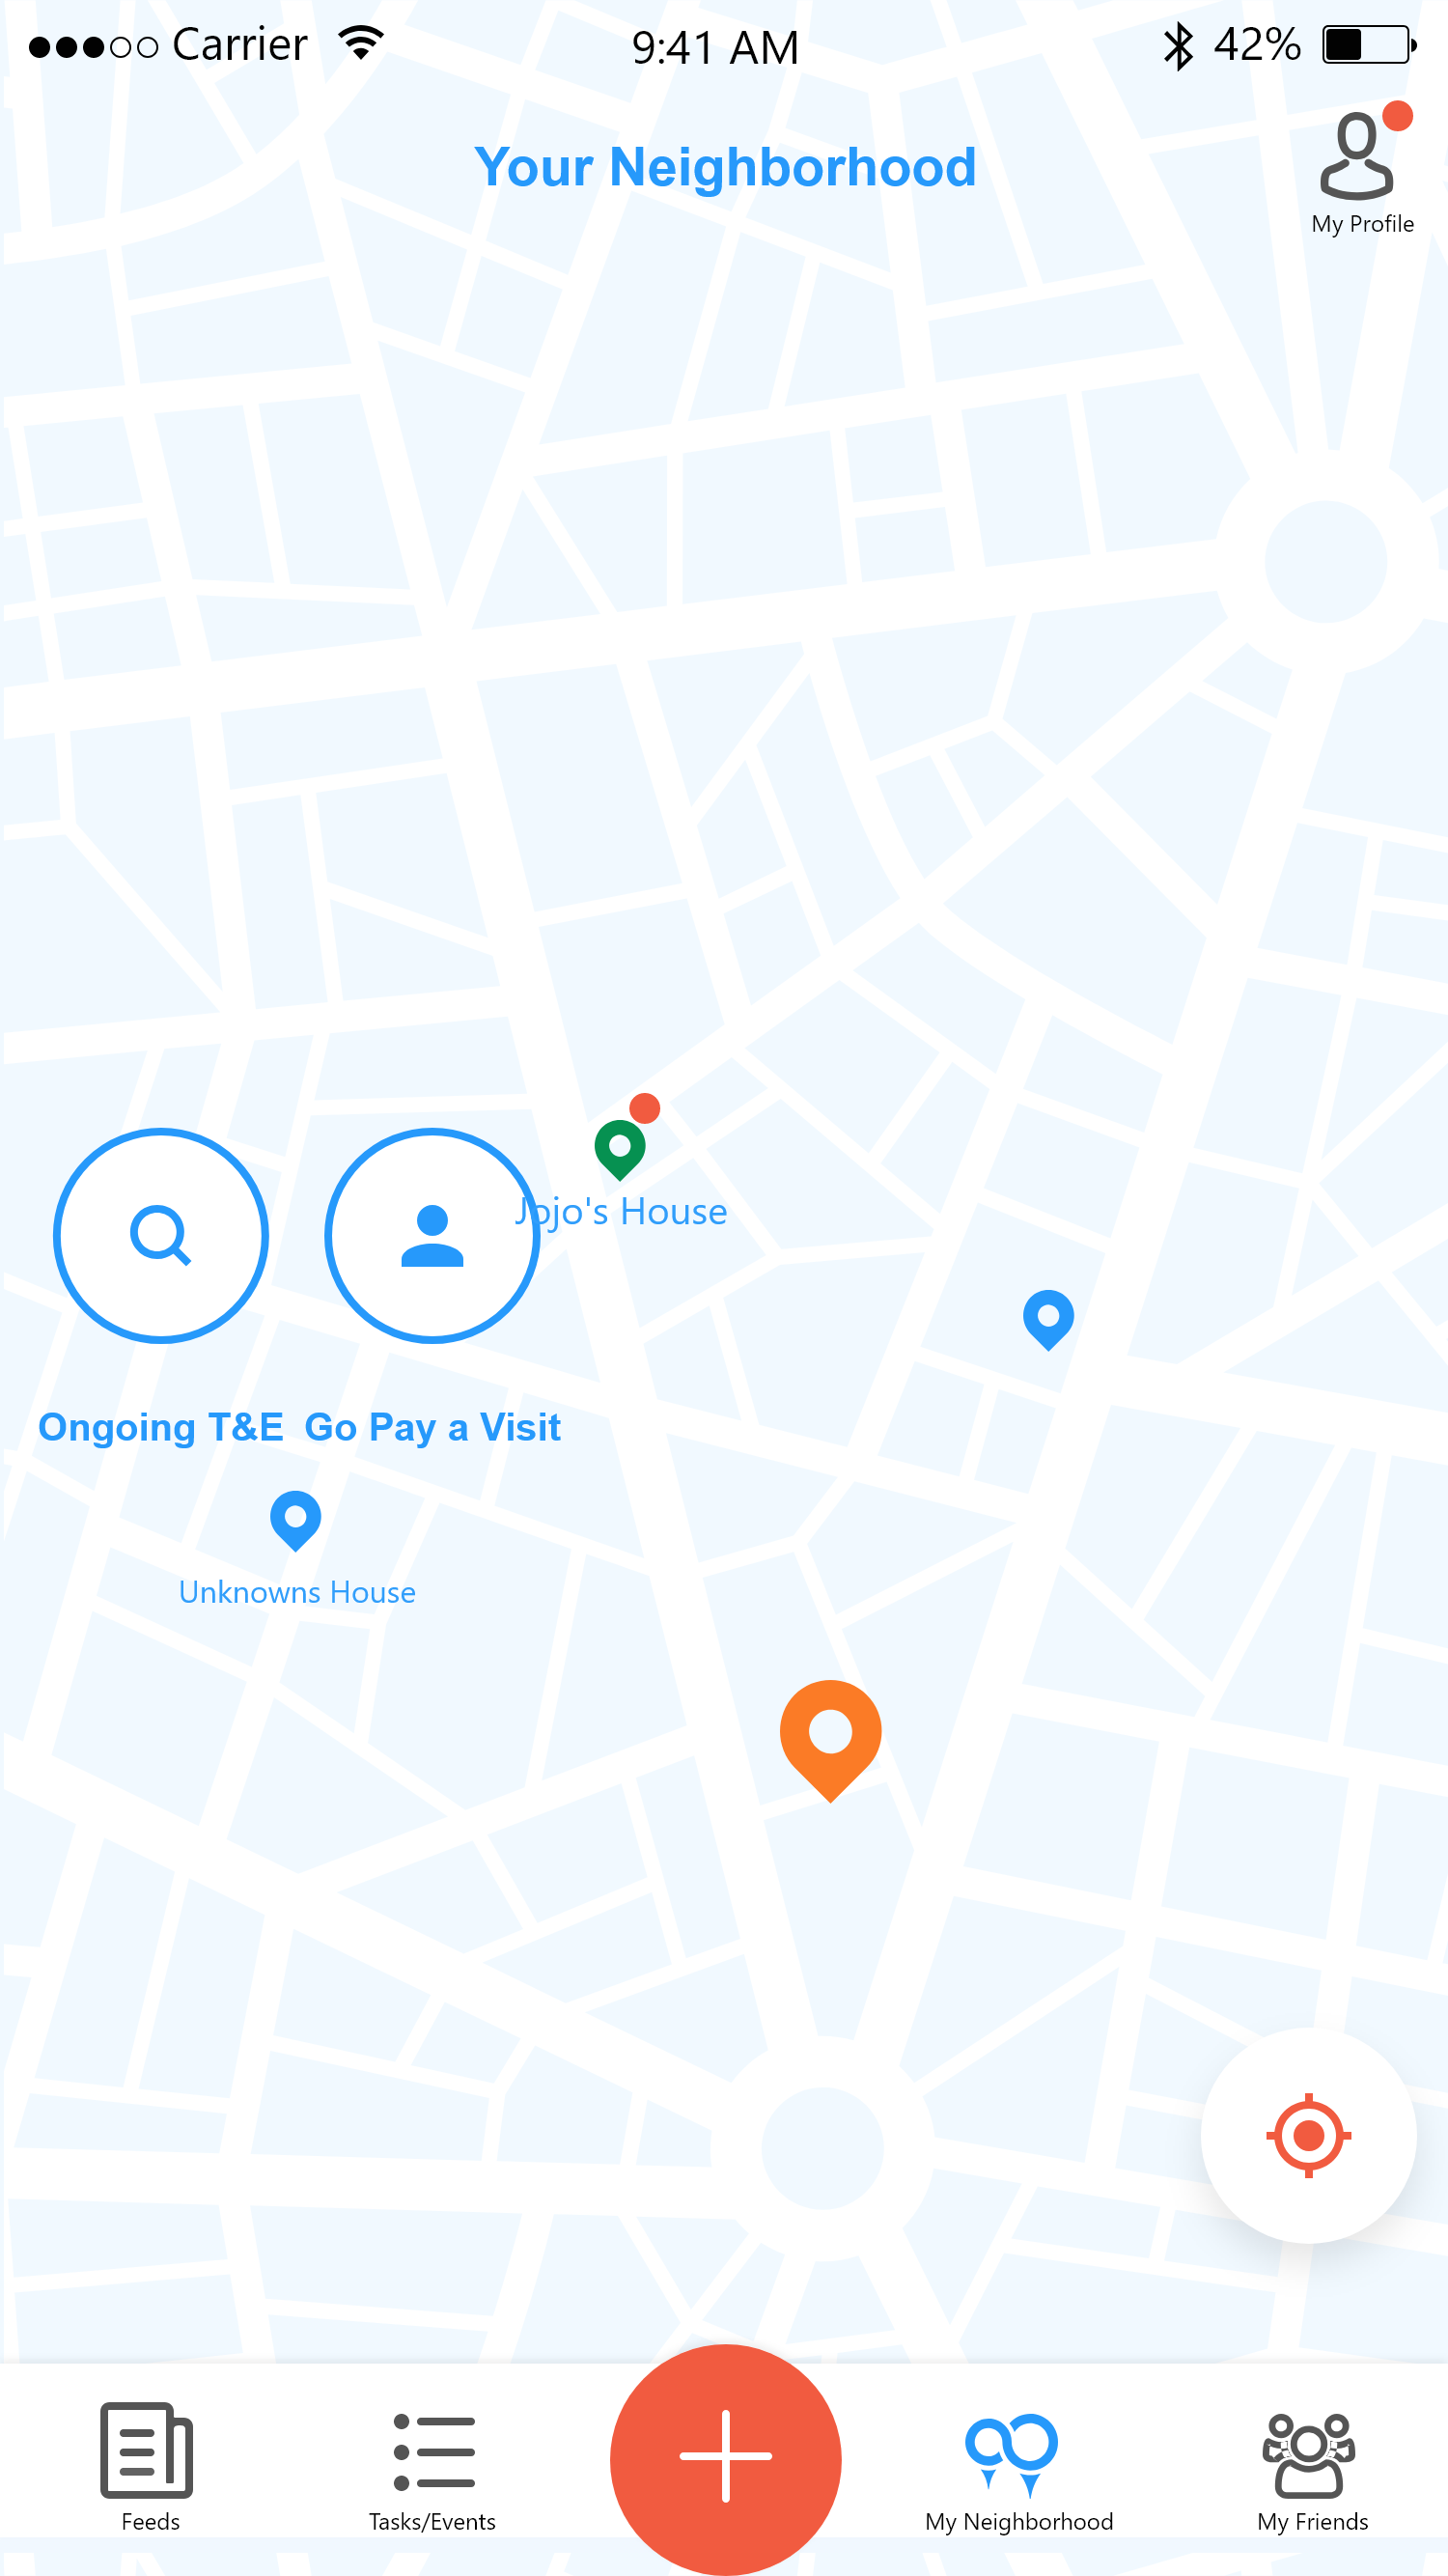 Carrier 9:41 AM 42%
Your Neighborhood
My Profile
Jojo's House
Ongoing T&E Go Pay a Visit
Unknowns House
Feeds Tasks/Events My Neighborhood My Friends